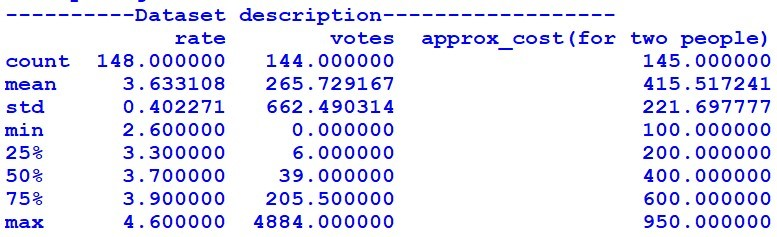 ----------Dataset description------------------
rate votes approx_cost(for two people)
count 148.000000 144.000000 145.000000
mean 3.633108 265.729167 415.517241
std 0.402271 662.490314 221.697777
min 2.600000 0.000000 100.000000
25% 3.300000 6.000000 200.000000
50% 3.700000 39.000000 400.000000
75% 3.900000 205.500000 600.000000
max 4.600000 4884.000000 950.000000